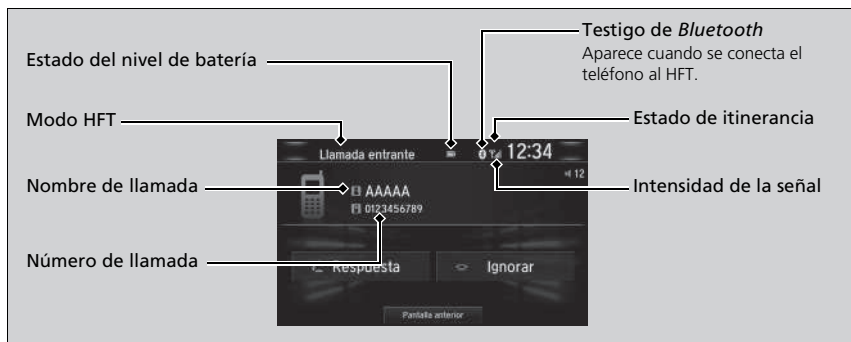 Testigo de Bluetooth
Aparece cuando se conecta el
teléfono al HFT.
Estado del nivel de batería
Modo HFT
Estado de itinerancia
Llamada entrante
12:34
12
Nombre de llamada
AAAAA
Intensidad de la señal
0123456789
Número de llamada
Respuesta
Ignorar
Pantalla anterior